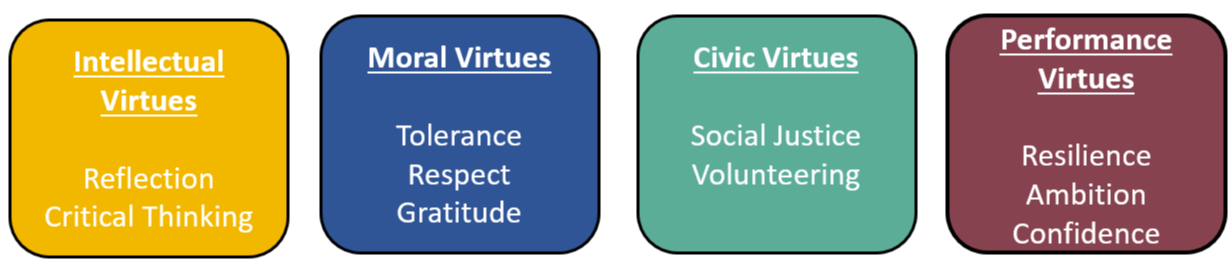 Intellectual
Virtues
Reflection
Critical Thinking
Moral Virtues
Tolerance
Respect
Gratitude
Civic Virtues
Social Justice
Volunteering
Performance
Virtues
Resilience
Ambition
Confidence